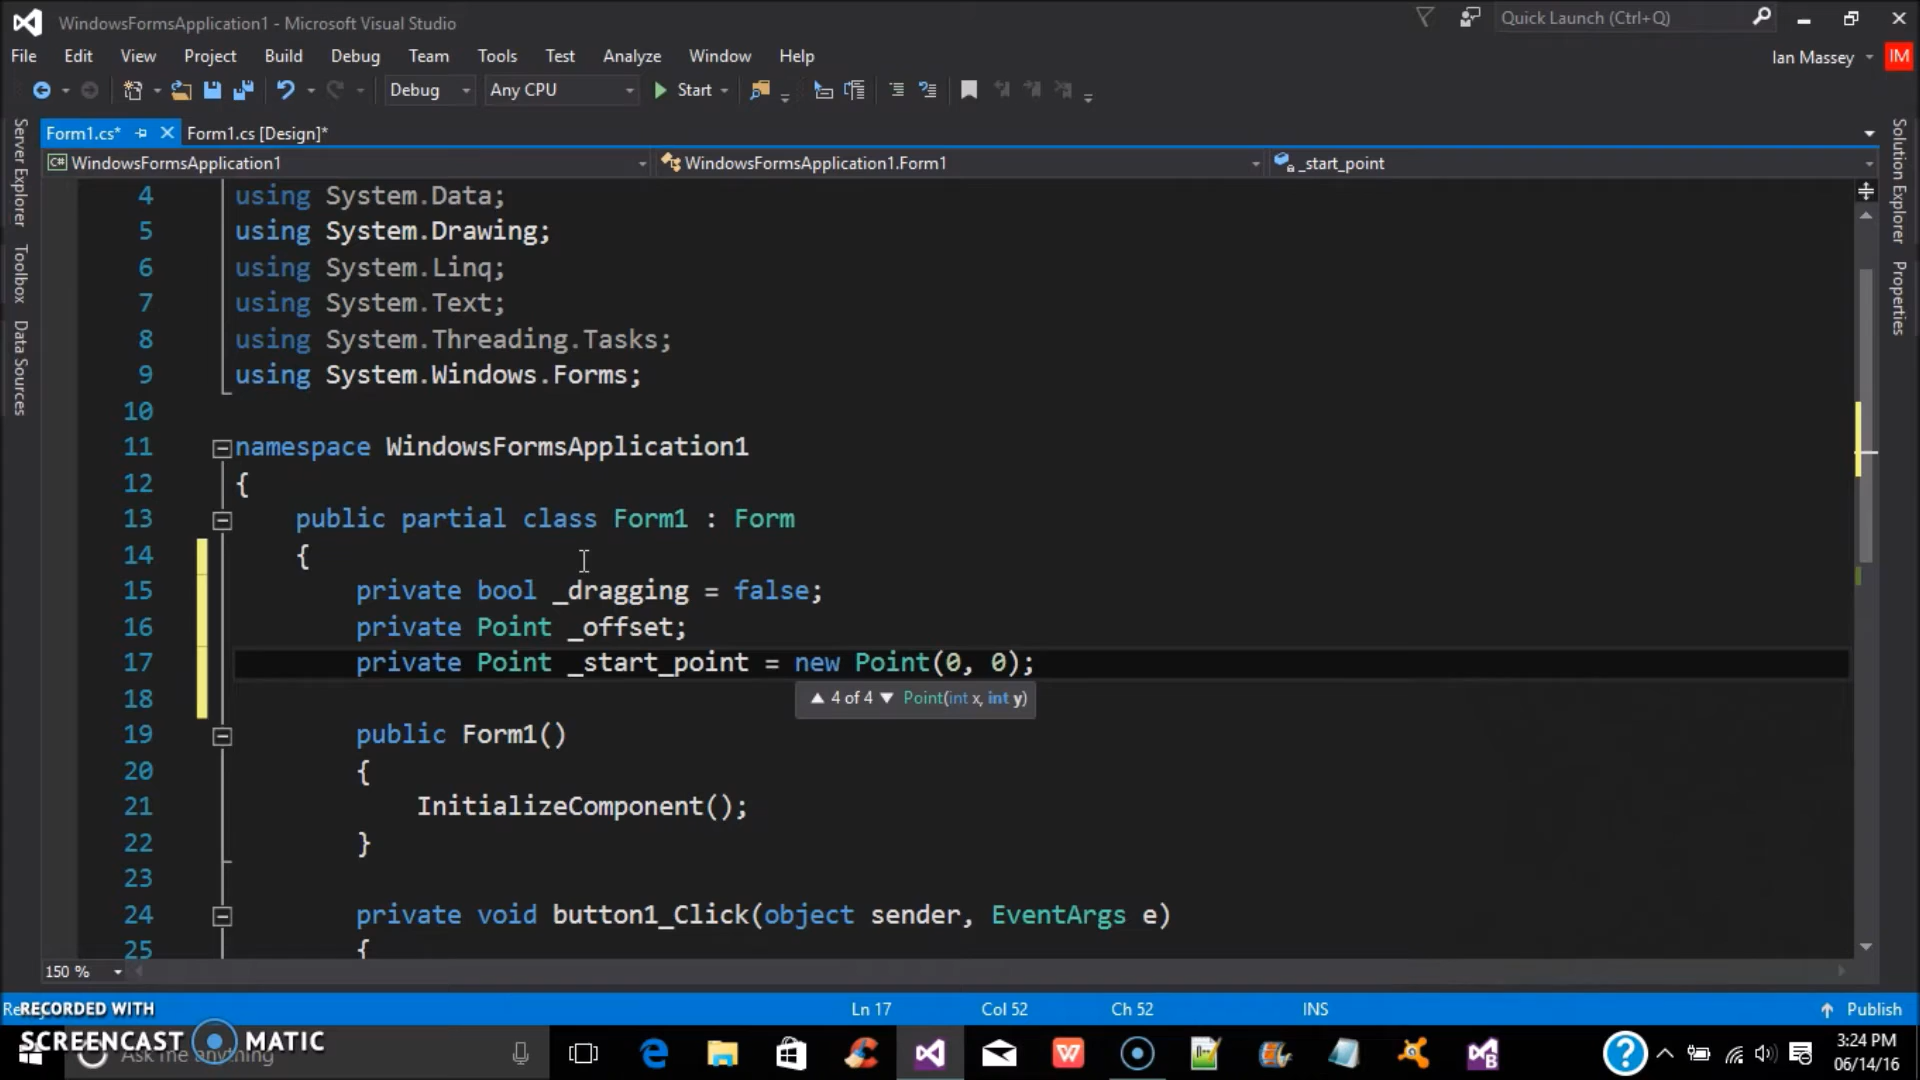 WindowsFormsApplication1 - Microsoft Visual Studio
Quick Launch (Ctrl+Q)
File Edit View Project Build Debug Team Tools Test Analyze Window Help
Ian Massey IM
Debug Any CPU Start
Form1.cs* Form1.cs [Design]*
C# WindowsFormsApplication1 WindowsFormsApplication1.Form1 _start_point
Server Explorer
Toolbox
Data Sources
Solution Explorer
Properties
4 using System.Data;
5 using System.Drawing;
6 using System.Linq;
7 using System.Text;
8 using System.Threading.Tasks;
9 using System.Windows.Forms;
10
11 namespace WindowsFormsApplication1
12 {
13 public partial class Form1 : Form
14 {
15 private bool _dragging = false;
16 private Point _offset;
17 private Point _start_point = new Point(0, 0);
18 ▲ 4 of 4 ▼ Point(int x, int y)
19 public Form1()
20 {
21 InitializeComponent();
22 }
23
24 private void button1_Click(object sender, EventArgs e)
25 {
150 %
RECORDED WITH
Ln 17 Col 52 Ch 52 INS Publish
SCREENCAST MATIC
Ask me anything
3:24 PM
06/14/16